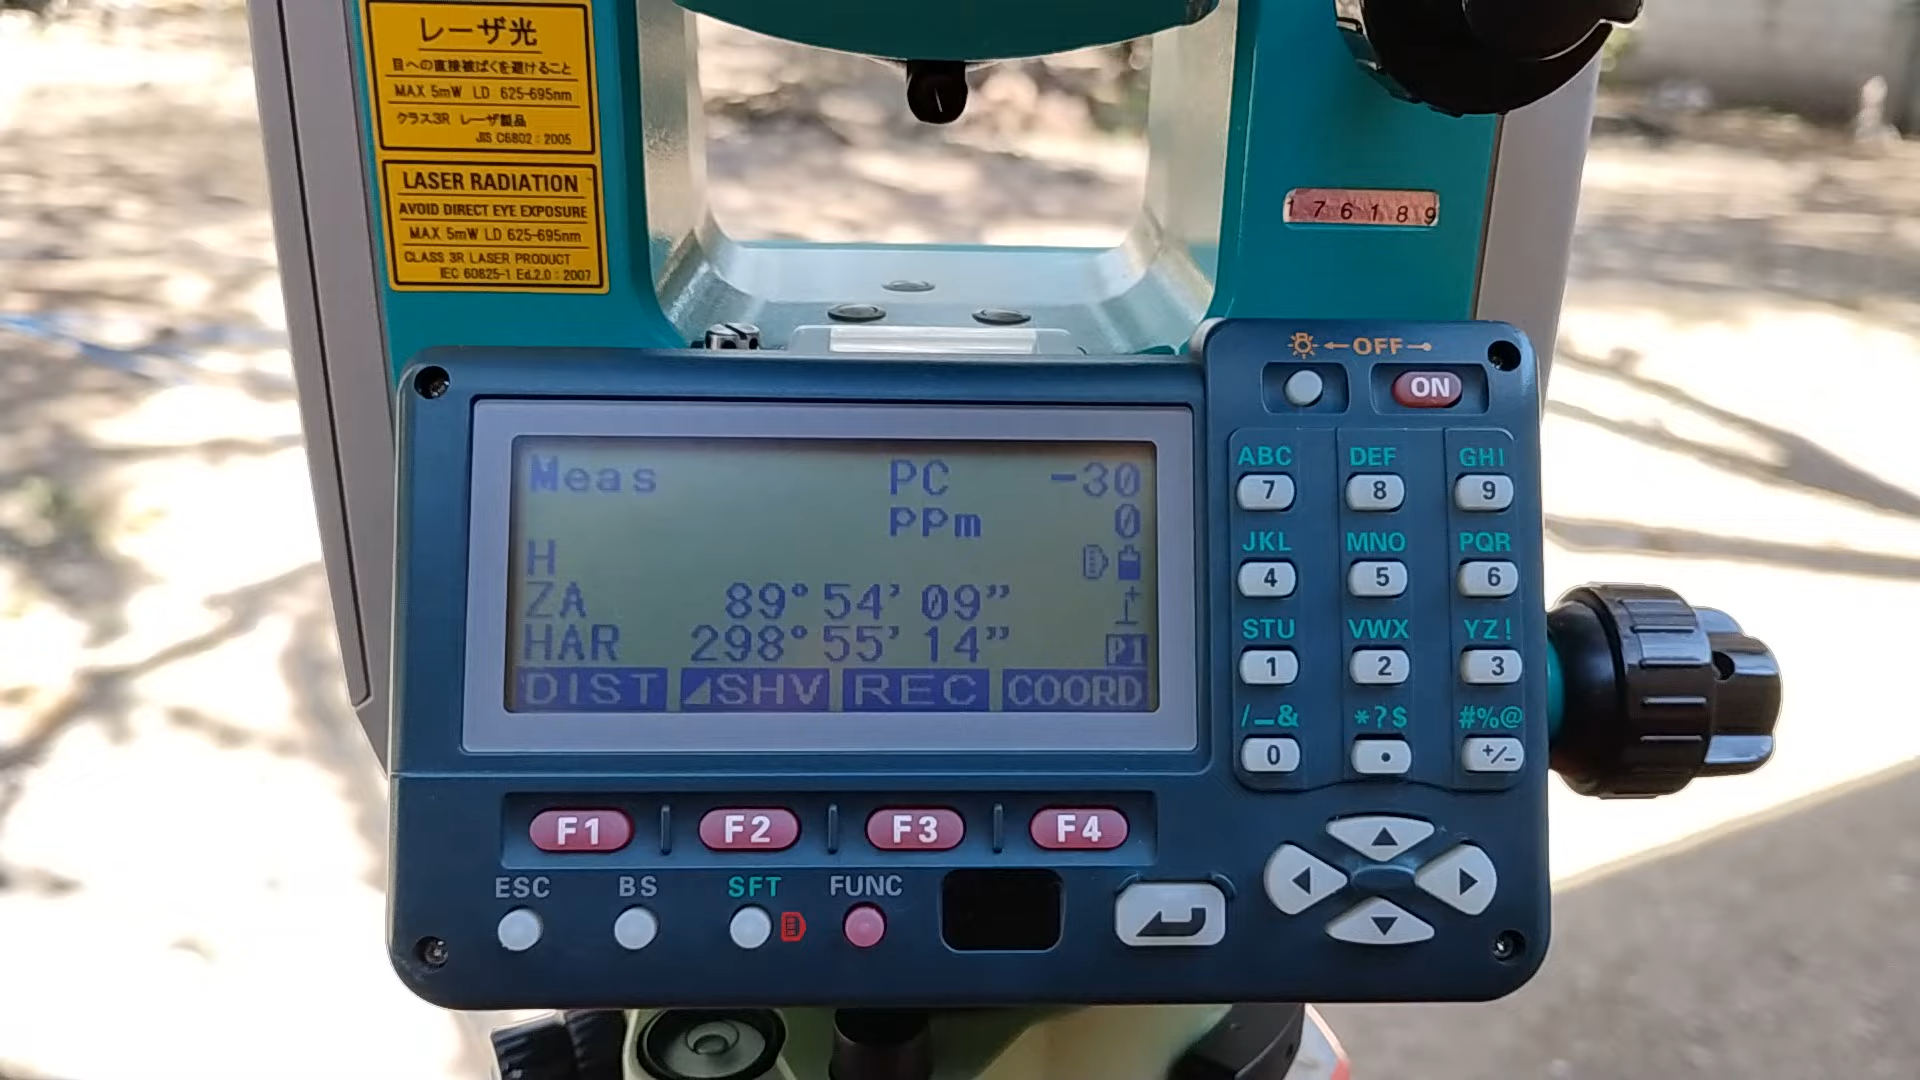 レーザ光
目への直接被ばくを避けること
MAX 5mW LD 625-695nm
クラス3R レーザ製品
JIS C6802：2005
LASER RADIATION
AVOID DIRECT EYE EXPOSURE
MAX 5mW LD 625-695nm
CLASS 3R LASER PRODUCT
IEC 60825-1 Ed.2.0 : 2007
176189
OFF
ON
Meas PC -30
PPm 0
H
ZA 89°54'09"
HAR 298°55'14"
P1
DIST ◢SHV REC COORD
ABC DEF GHI
7 8 9
JKL MNO PQR
4 5 6
STU VWX YZ!
1 2 3
/_& *?$ #%@
0 . +/-
F1 F2 F3 F4
ESC BS SFT FUNC